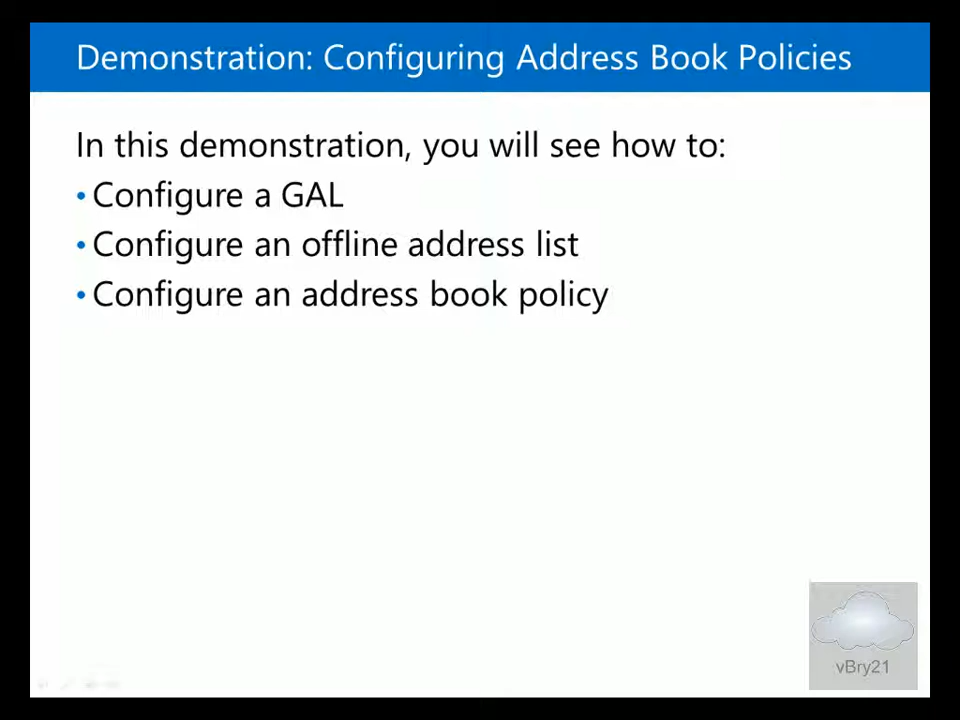 Demonstration: Configuring Address Book Policies
In this demonstration, you will see how to:
• Configure a GAL
• Configure an offline address list
• Configure an address book policy
vBry21